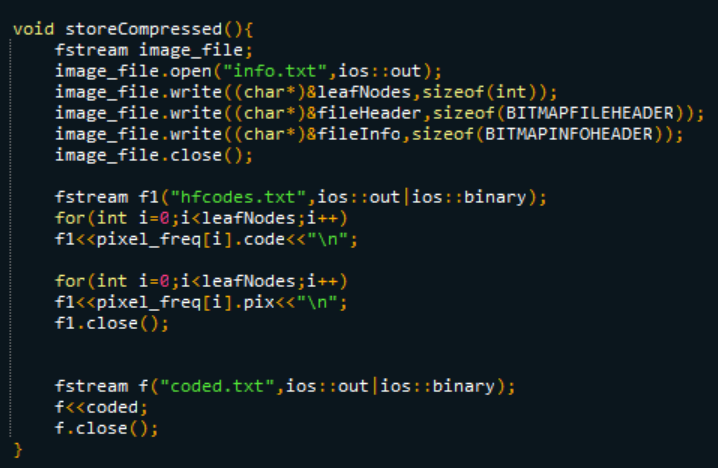 void storeCompressed(){
    fstream image_file;
    image_file.open("info.txt",ios::out);
    image_file.write((char*)&leafNodes,sizeof(int));
    image_file.write((char*)&fileHeader,sizeof(BITMAPFILEHEADER));
    image_file.write((char*)&fileInfo,sizeof(BITMAPINFOHEADER));
    image_file.close();

    fstream f1("hfcodes.txt",ios::out|ios::binary);
    for(int i=0;i<leafNodes;i++)
    f1<<pixel_freq[i].code<<"\n";

    for(int i=0;i<leafNodes;i++)
    f1<<pixel_freq[i].pix<<"\n";
    f1.close();


    fstream f("coded.txt",ios::out|ios::binary);
    f<<coded;
    f.close();
}